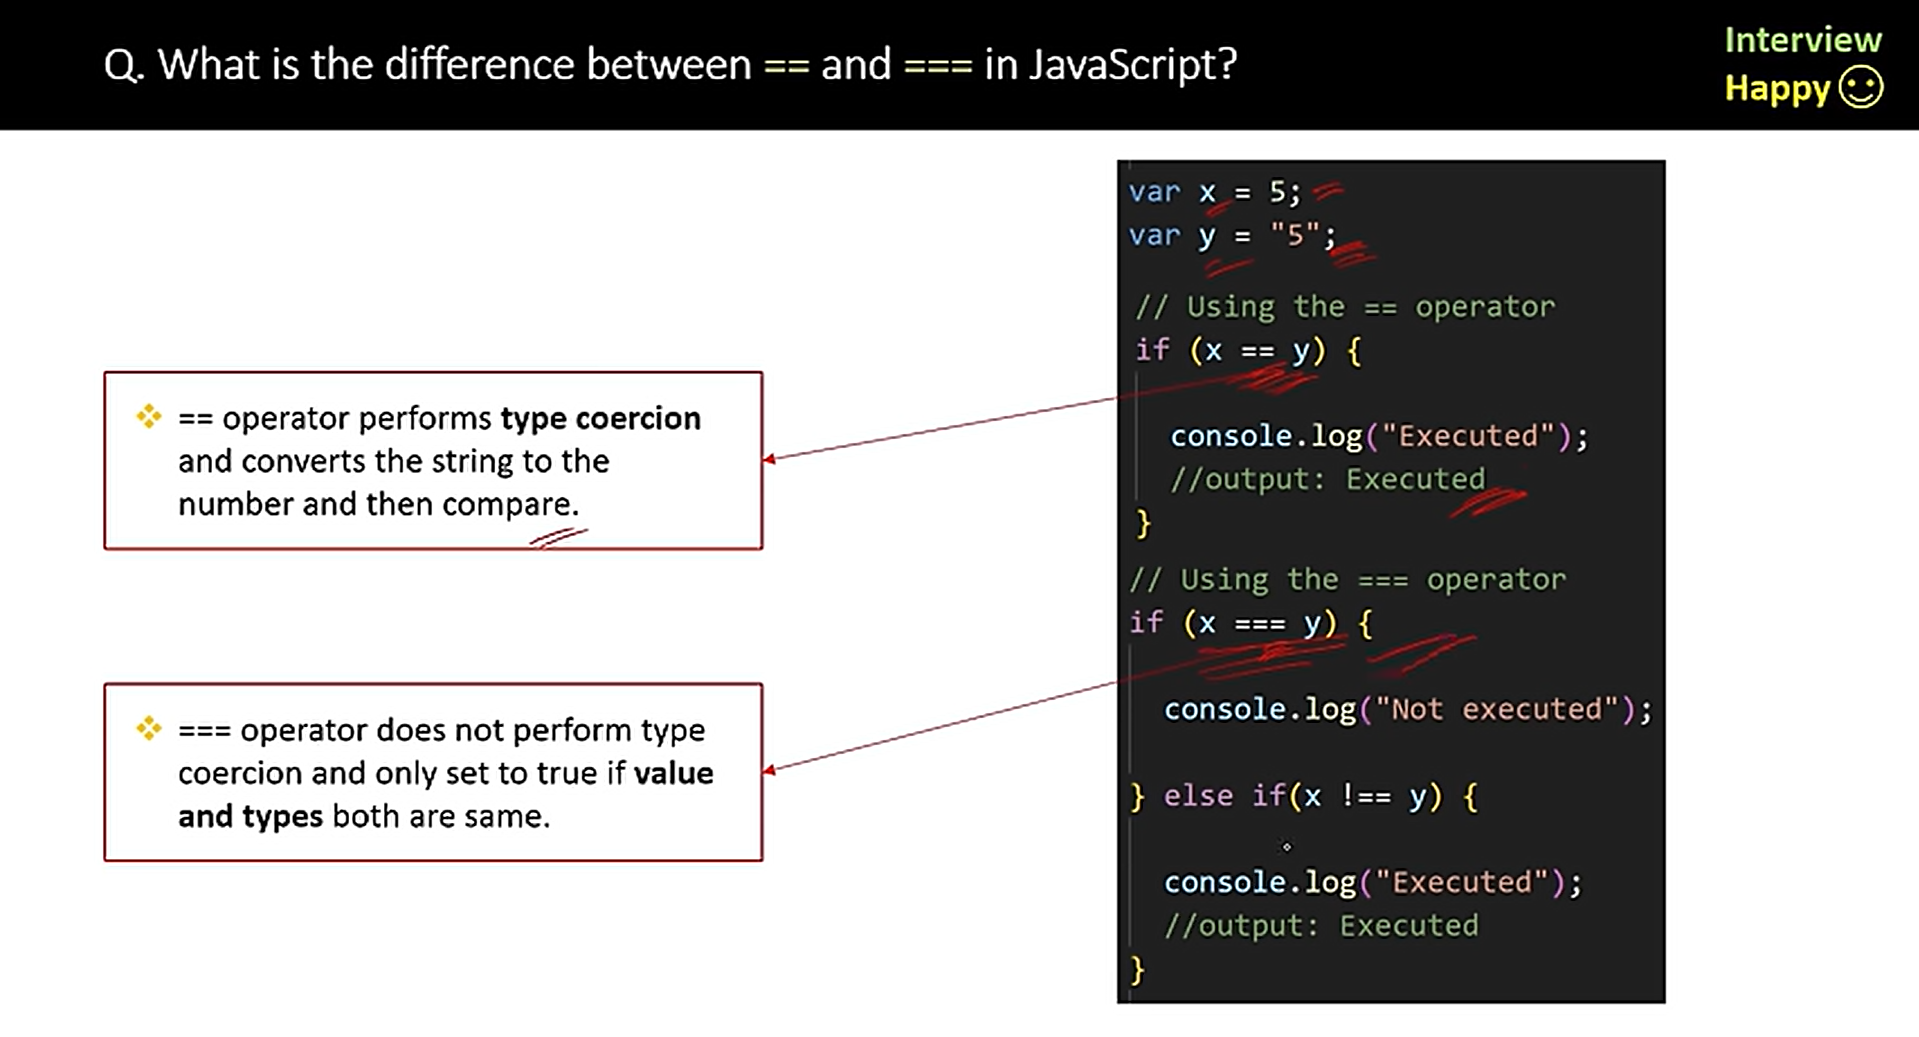 Q. What is the difference between == and === in JavaScript?
Interview
Happy
== operator performs type coercion
and converts the string to the
number and then compare.
=== operator does not perform type
coercion and only set to true if value
and types both are same.
var x = 5;
var y = "5";
// Using the == operator
if (x == y) {
console.log("Executed");
//output: Executed
}
// Using the === operator
if (x === y) {
console.log("Not executed");
} else if(x !== y) {
console.log("Executed");
//output: Executed
}